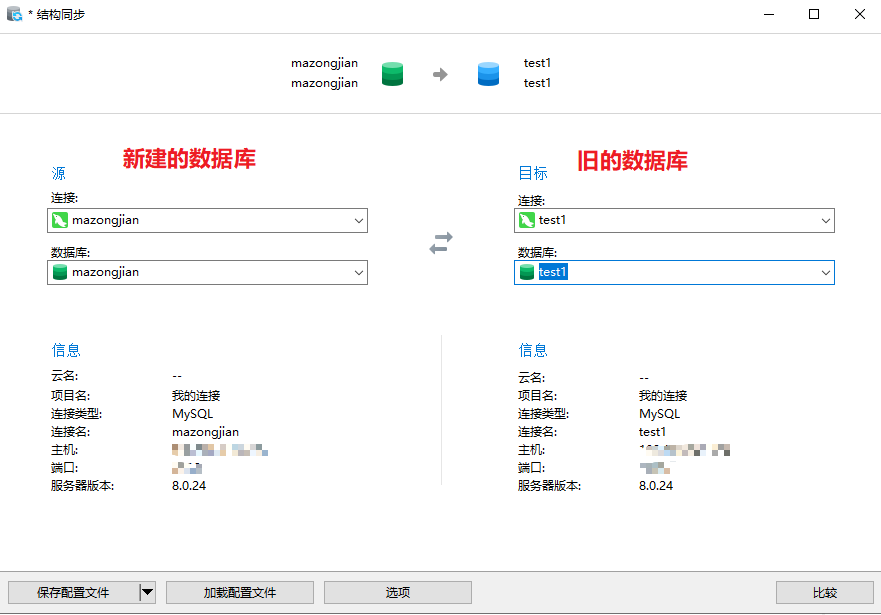 * 结构同步
mazongjian
mazongjian
test1
test1
新建的数据库
旧的数据库
源
连接:
mazongjian
数据库:
mazongjian
目标
连接:
test1
数据库:
test1
信息
云名: --
项目名: 我的连接
连接类型: MySQL
连接名: mazongjian
主机:
端口:
服务器版本: 8.0.24
信息
云名: --
项目名: 我的连接
连接类型: MySQL
连接名: test1
主机:
端口:
服务器版本: 8.0.24
保存配置文件
加载配置文件
选项
比较